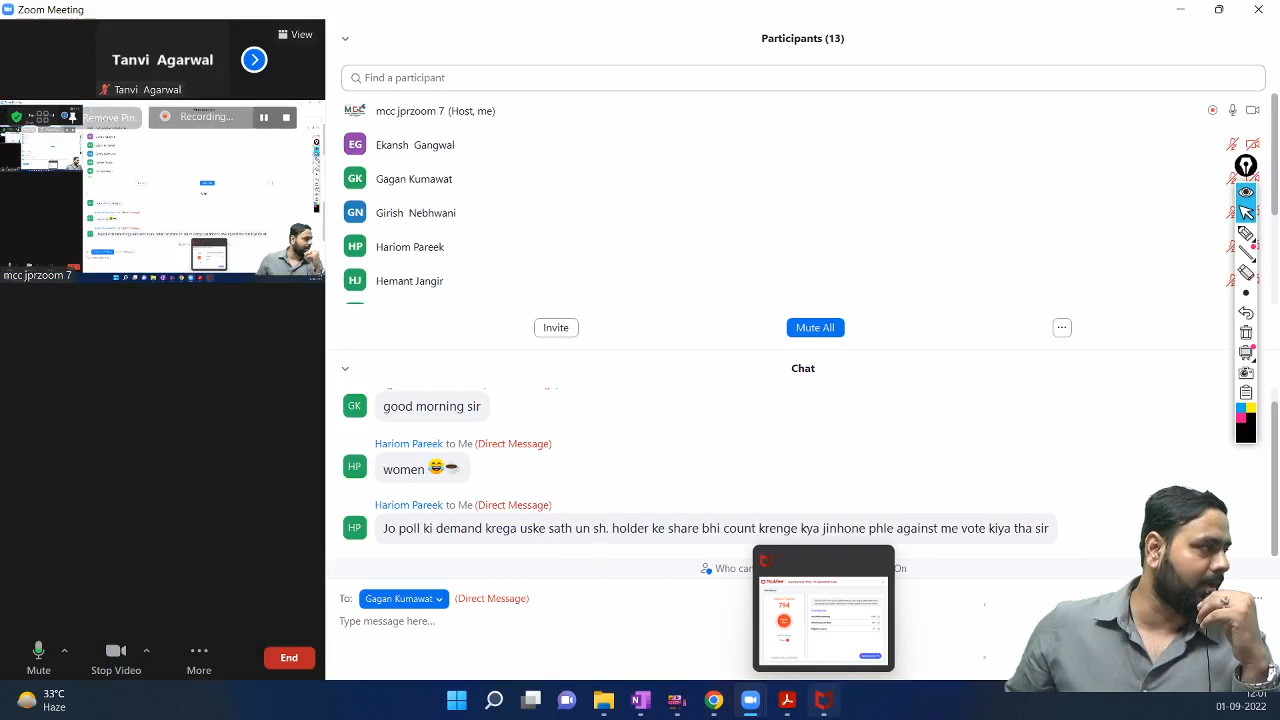 Zoom Meeting
View
Tanvi Agarwal
Tanvi Agarwal
Remove Pin
Recording...
mcc jprzoom 7
Participants (13)
Find a participant
mcc jprzoom 7 (Host, me)
EG
GK
Gagan Kumawat
GN
HP
Hariom Pareek
HJ
Hemant Jangir
Invite
Mute All
Chat
GK
good morning sir
Hariom Pareek to Me (Direct Message)
HP
women
Hariom Pareek to Me (Direct Message)
HP
Jo poll ki demand krega uske sath un sh. holder ke share bhi count krenge kya jinhone phle against me vote kiya tha sir
Who can
On
To: Gagan Kumawat (Direct Message)
Type message here...
McAfee
794
Mute
Stop Video
More
End
33°C
Haze
12:01
01-09-2022